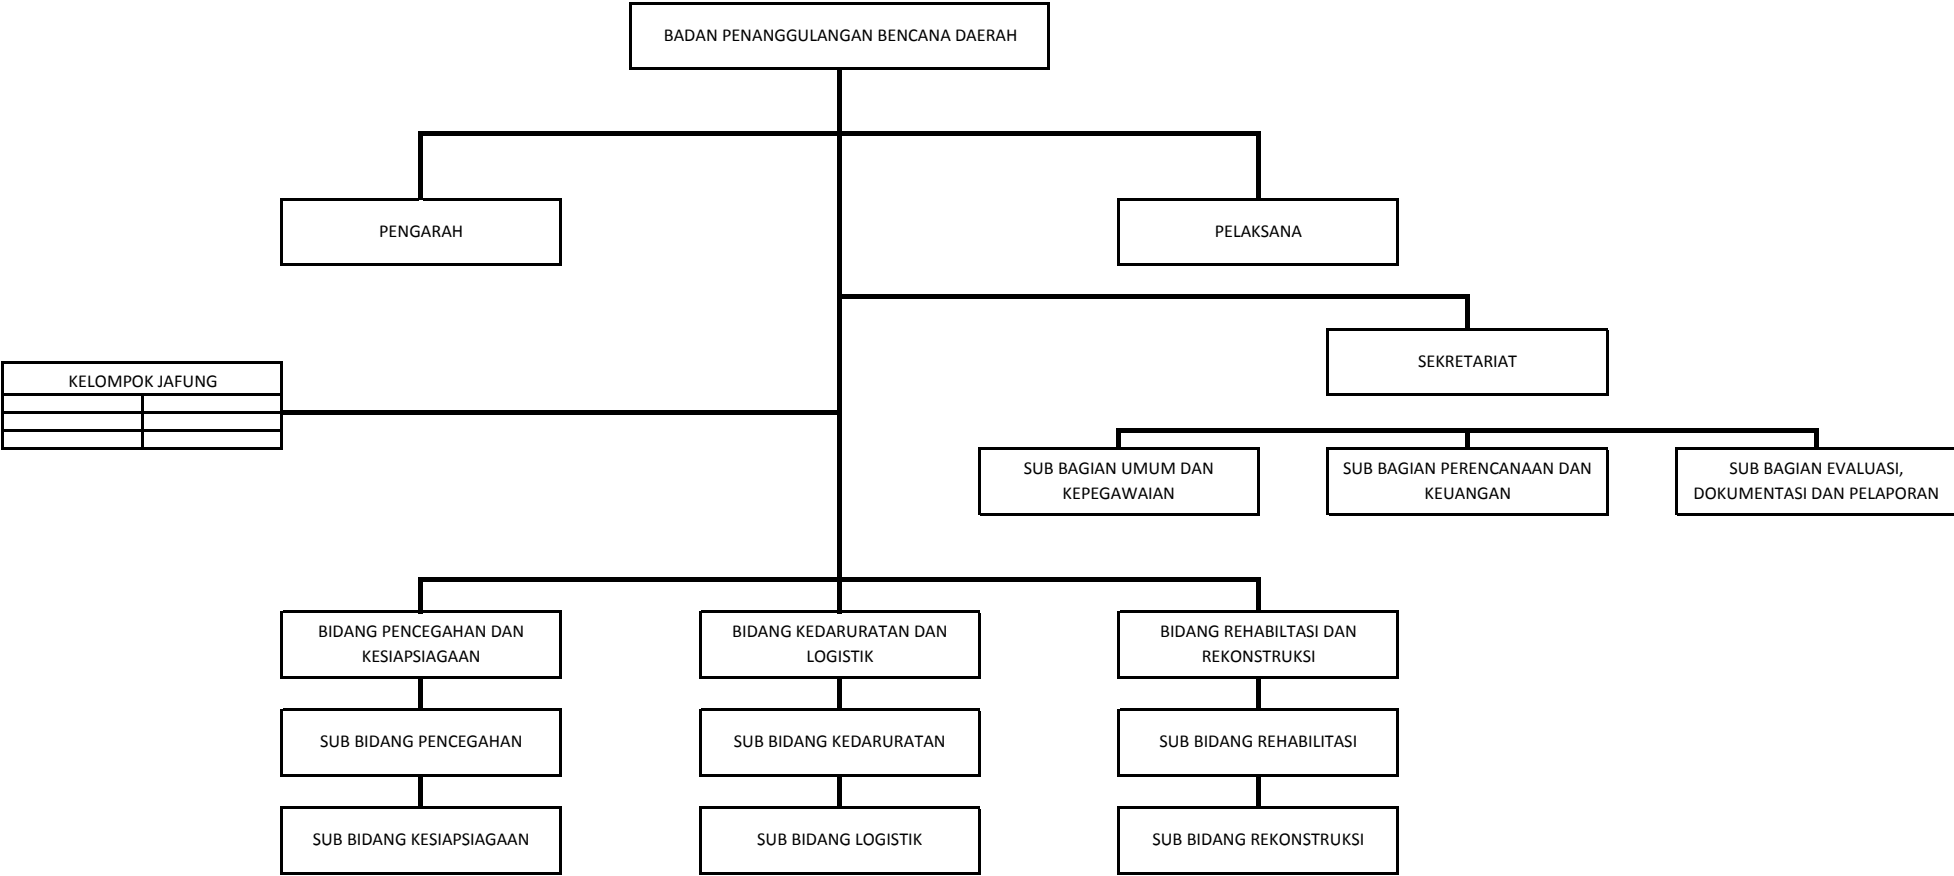 BADAN PENANGGULANGAN BENCANA DAERAH
PENGARAH
PELAKSANA
SEKRETARIAT
KELOMPOK JAFUNG
SUB BAGIAN UMUM DAN
KEPEGAWAIAN
SUB BAGIAN PERENCANAAN DAN
KEUANGAN
SUB BAGIAN EVALUASI,
DOKUMENTASI DAN PELAPORAN
BIDANG PENCEGAHAN DAN
KESIAPSIAGAAN
BIDANG KEDARURATAN DAN
LOGISTIK
BIDANG REHABILTASI DAN
REKONSTRUKSI
SUB BIDANG PENCEGAHAN
SUB BIDANG KEDARURATAN
SUB BIDANG REHABILITASI
SUB BIDANG KESIAPSIAGAAN
SUB BIDANG LOGISTIK
SUB BIDANG REKONSTRUKSI